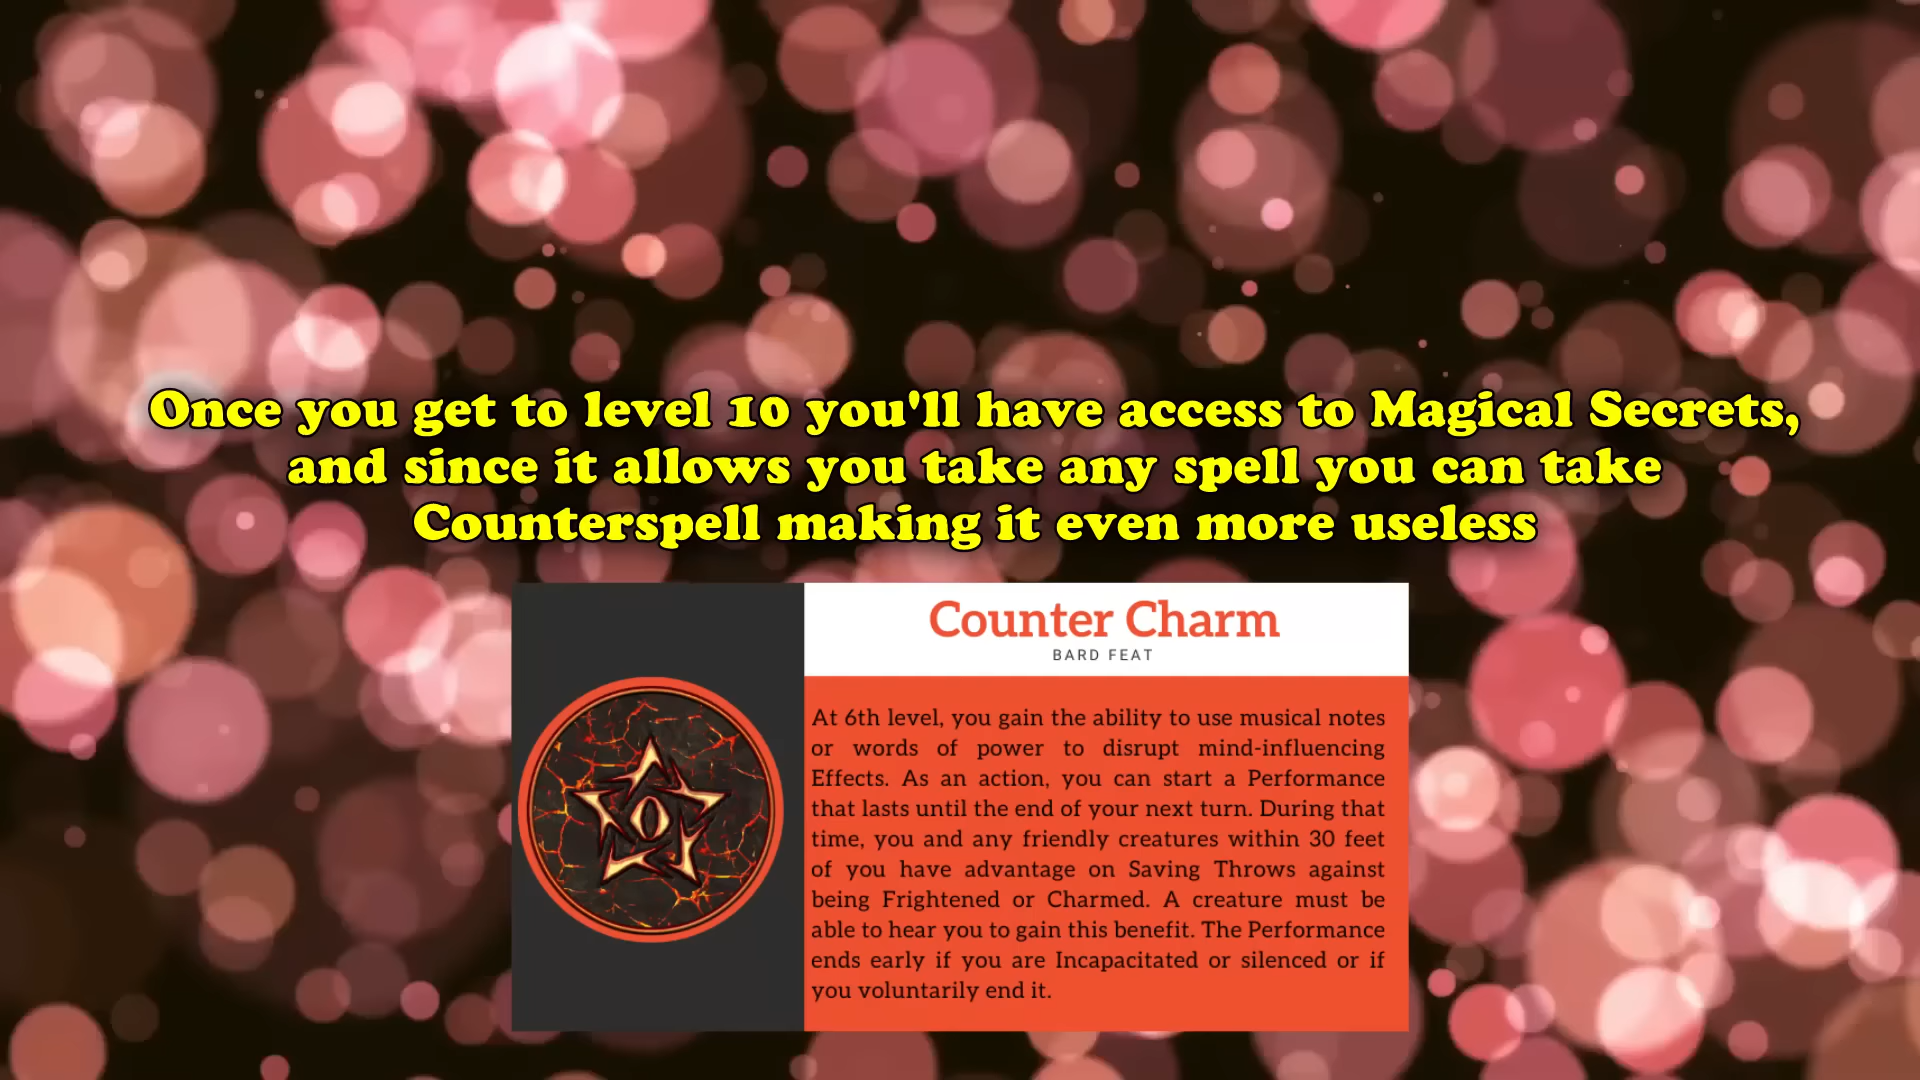 Once you get to level 10 you'll have access to Magical Secrets,
and since it allows you take any spell you can take
Counterspell making it even more useless
Counter Charm
BARD FEAT
At 6th level, you gain the ability to use musical notes
or words of power to disrupt mind-influencing
Effects. As an action, you can start a Performance
that lasts until the end of your next turn. During that
time, you and any friendly creatures within 30 feet
of you have advantage on Saving Throws against
being Frightened or Charmed. A creature must be
able to hear you to gain this benefit. The Performance
ends early if you are Incapacitated or silenced or if
you voluntarily end it.